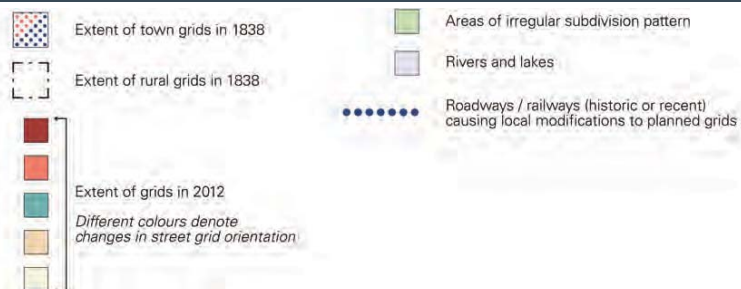 Extent of town grids in 1838
Extent of rural grids in 1838
Extent of grids in 2012
Different colours denote
changes in street grid orientation
Areas of irregular subdivision pattern
Rivers and lakes
Roadways / railways (historic or recent)
causing local modifications to planned grids